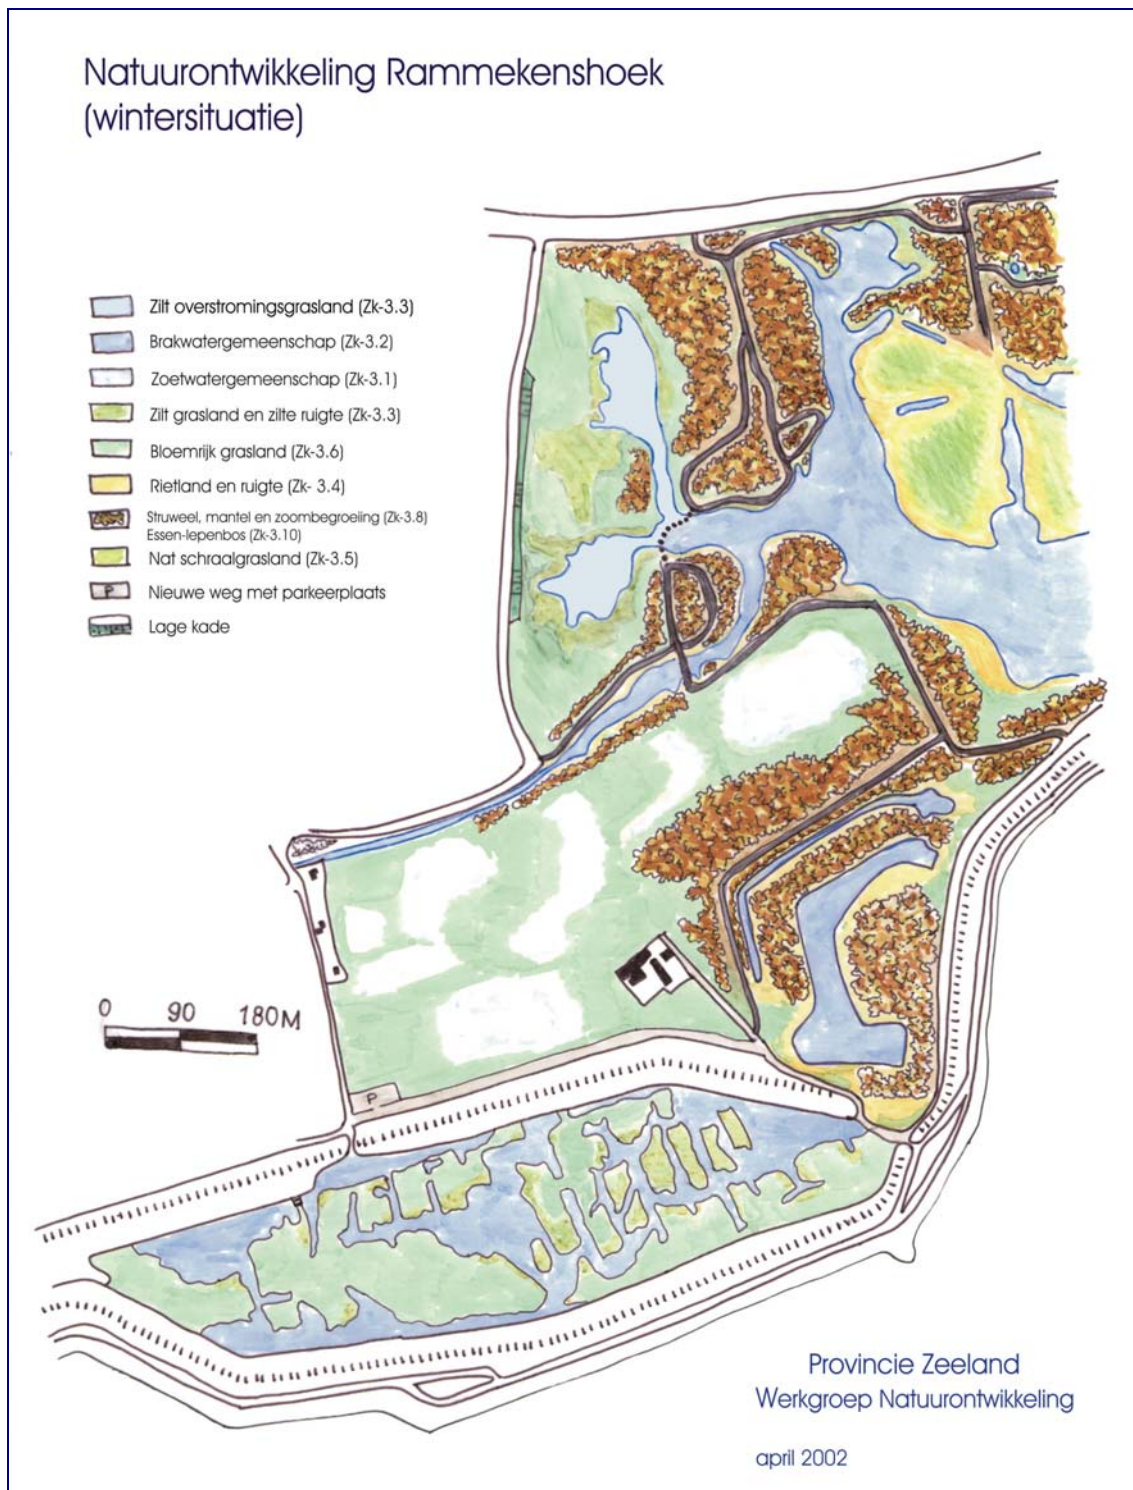 Natuurontwikkeling Rammekenshoek
(wintersituatie)
Zilt overstromingsgrasland (Zk-3.3)
Brakwatergemeenschap (Zk-3.2)
Zoetwatergemeenschap (Zk-3.1)
Zilt grasland en zilte ruigte (Zk-3.3)
Bloemrijk grasland (Zk-3.6)
Rietland en ruigte (Zk- 3.4)
Struweel, mantel en zoombegroeiing (Zk-3.8)
Essen-Iepenbos (Zk-3.10)
Nat schraalgrasland (Zk-3.5)
P Nieuwe weg met parkeerplaats
Lage kade
0 90 180M
P
Provincie Zeeland
Werkgroep Natuurontwikkeling
april 2002